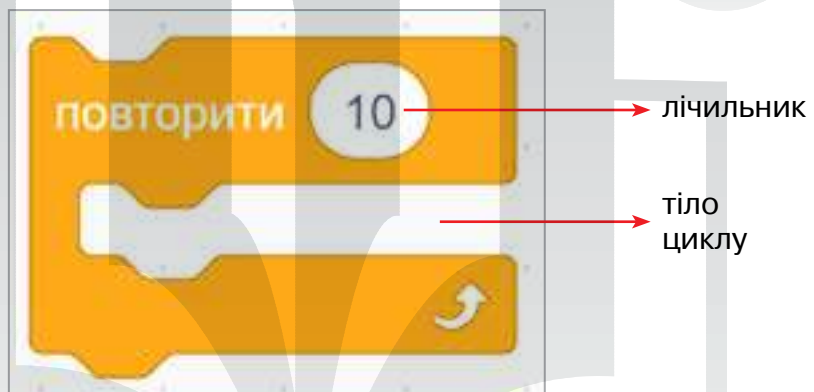 повторити 10
лічильник
тіло
циклу